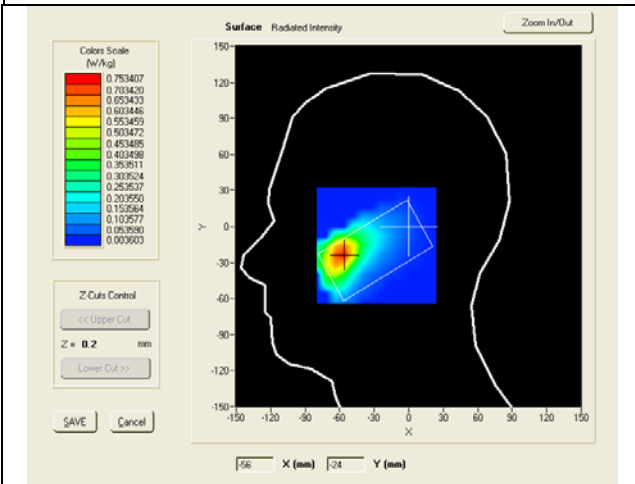 Surface Radiated Intensity
Zoom In/Out
Colors Scale
(W/kg)
0.753407
0.703420
0.653433
0.603446
0.553459
0.503472
0.453485
0.403498
0.353511
0.303524
0.253537
0.203550
0.153564
0.103577
0.053590
0.003603
Z-Cuts Control
<< Upper Cut
Z = 0.2 mm
Lower Cut >>
SAVE
Cancel
150-
120-
90-
60-
30-
0-
-30-
-60-
-90-
-120-
-150-
Y
-150 -120 -90 -60 -30 0 30 60 90 120 150
X
-56 X (mm) -24 Y (mm)